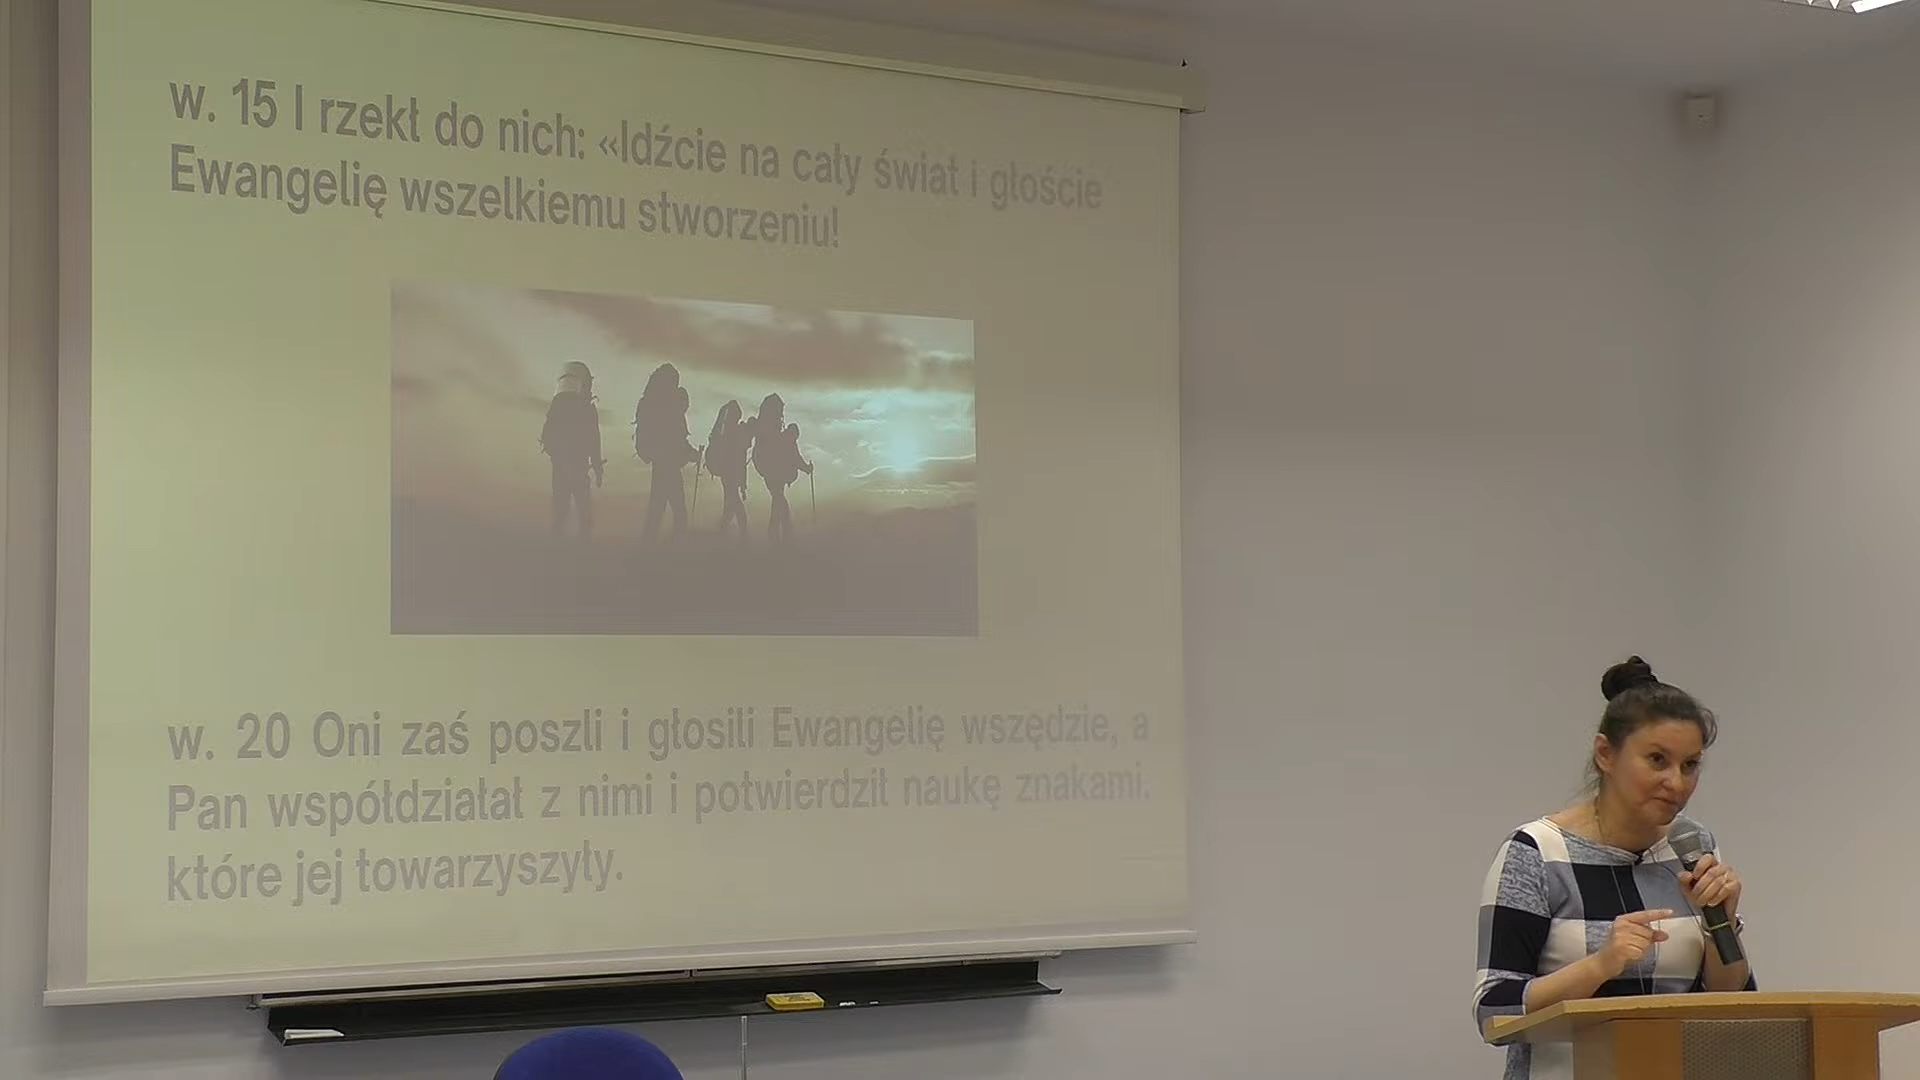 w. 15 I rzekł do nich: «Idźcie na cały świat i głoście
Ewangelię wszelkiemu stworzeniu!
w. 20 Oni zaś poszli i głosili Ewangelię wszędzie, a
Pan współdziałał z nimi i potwierdził naukę znakami,
które jej towarzyszyły.